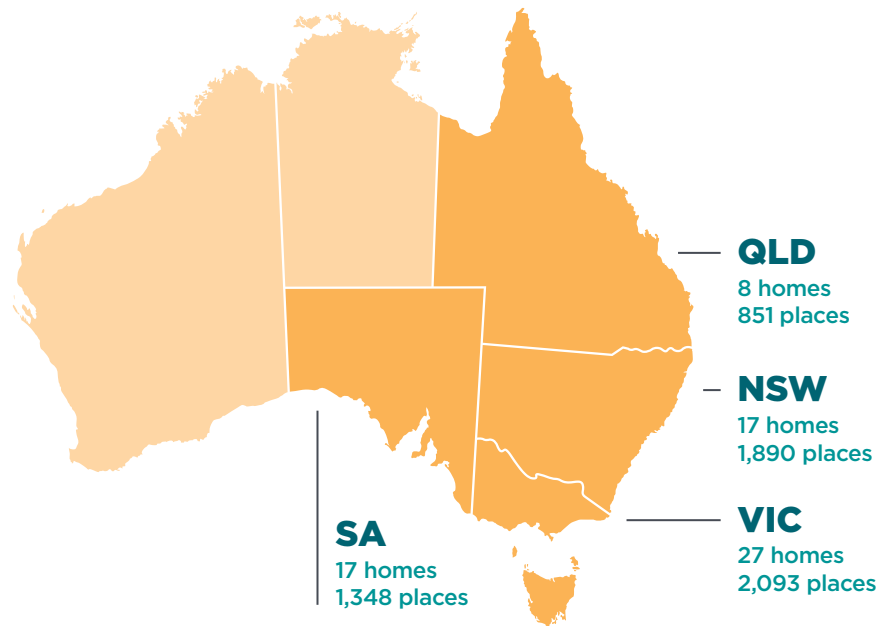 QLD
8 homes
851 places
NSW
17 homes
1,890 places
VIC
27 homes
2,093 places
SA
17 homes
1,348 places